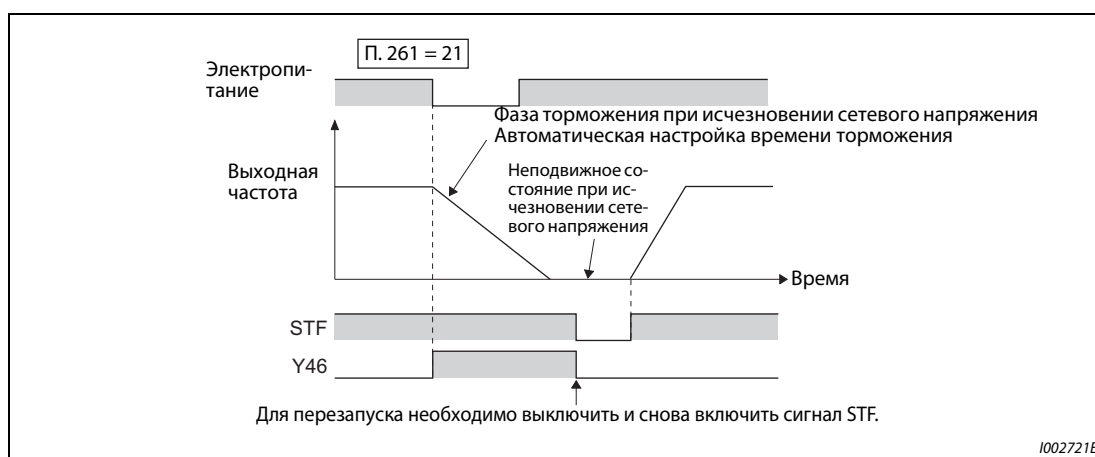 П. 261 = 21
Электропи-
тание
Фаза торможения при исчезновении сетевого напряжения
Автоматическая настройка времени торможения
Выходная
частота
Неподвижное со-
стояние при ис-
чезновении сете-
вого напряжения
Время
STF
Y46
Для перезапуска необходимо выключить и снова включить сигнал STF.
I002721E